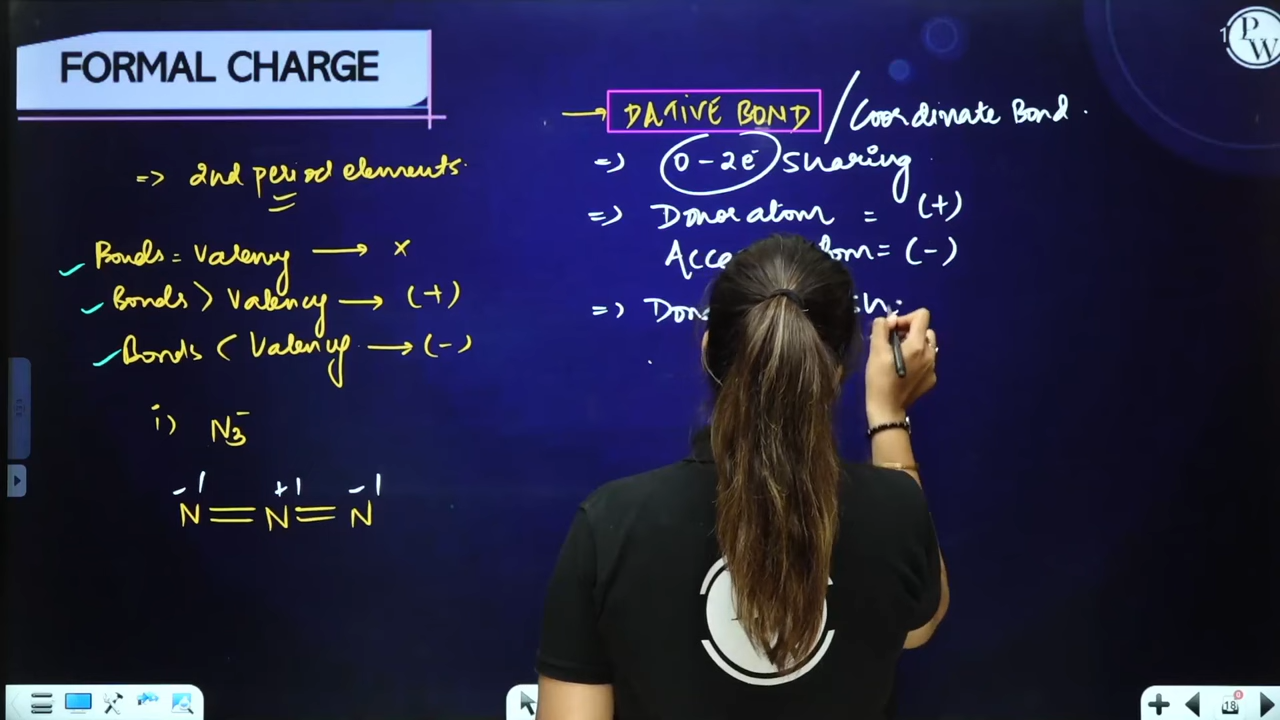 FORMAL CHARGE
=> 2nd period elements.
Bonds = Valency → x
Bonds > Valency → (+)
Bonds < Valency → (-)
i) N3-
-1 +1 -1
N = N = N
→ DATIVE BOND / Coordinate Bond.
=> 0-2e- Sharing
=> Donor atom = (+)
= (-)
=>
PW
18